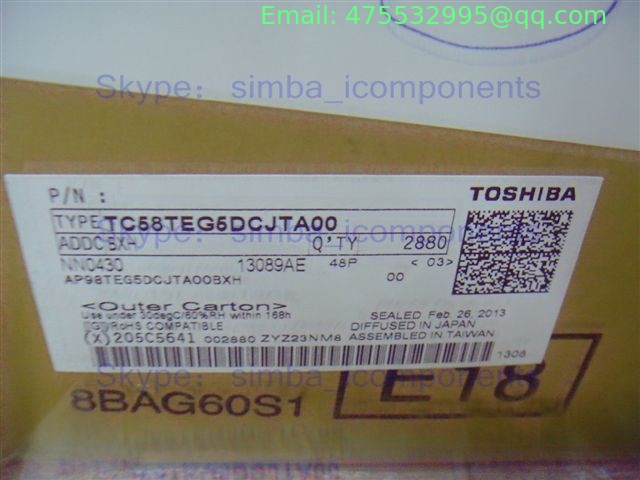 Email: 475532995@qq.com
Skype: simba_icomponents
P/N :
TOSHIBA
TYPE TC58TEG5DCJTA00
ADDC BXH Q'TY 2880
NN0430 13089AE 48P < 03>
AP98TEG5DCJTA00BXH 00
<Outer Carton>
Use under 30degC/60%RH within 168h
SEALED Feb. 26, 2013
[[G]]/RoHS COMPATIBLE
DIFFUSED IN JAPAN
(X)205C5641 002880 ZYZ23NM8 ASSEMBLED IN TAIWAN
1308
Skype: simba_icomponents
8BAG60S1
E18